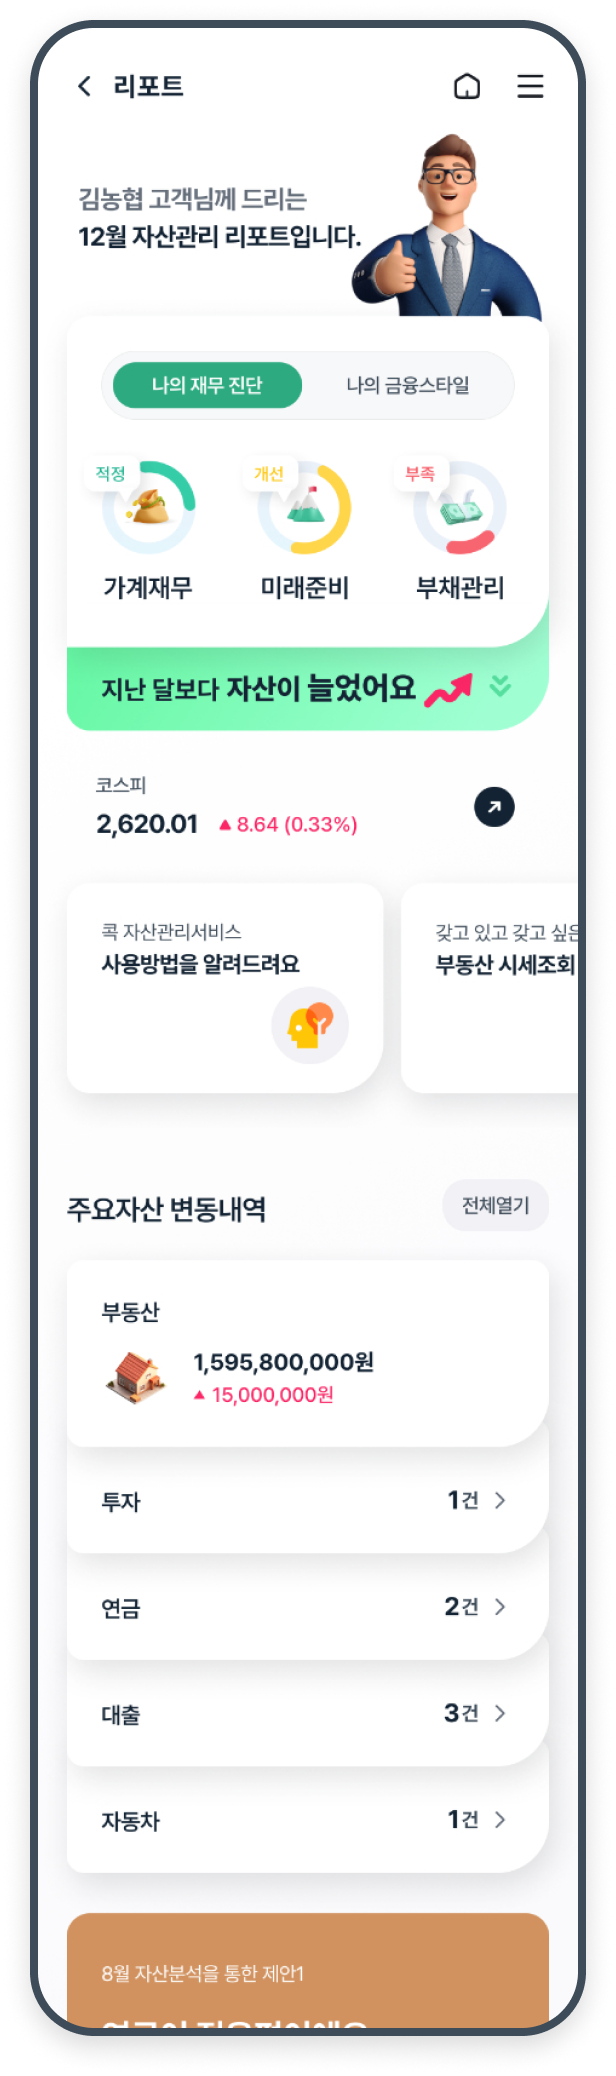 리포트
김농협 고객님께 드리는
12월 자산관리 리포트입니다.
나의 재무 진단
나의 금융스타일
적정
개선
부족
가계재무
미래준비
부채관리
지난 달보다 자산이 늘었어요
코스피
2,620.01 ▲ 8.64 (0.33%)
콕 자산관리서비스
사용방법을 알려드려요
갖고 있고 갖고 싶은
부동산 시세조회
주요자산 변동내역
전체열기
부동산
1,595,800,000원
▲ 15,000,000원
투자 1건
연금 2건
대출 3건
자동차 1건
8월 자산분석을 통한 제안1